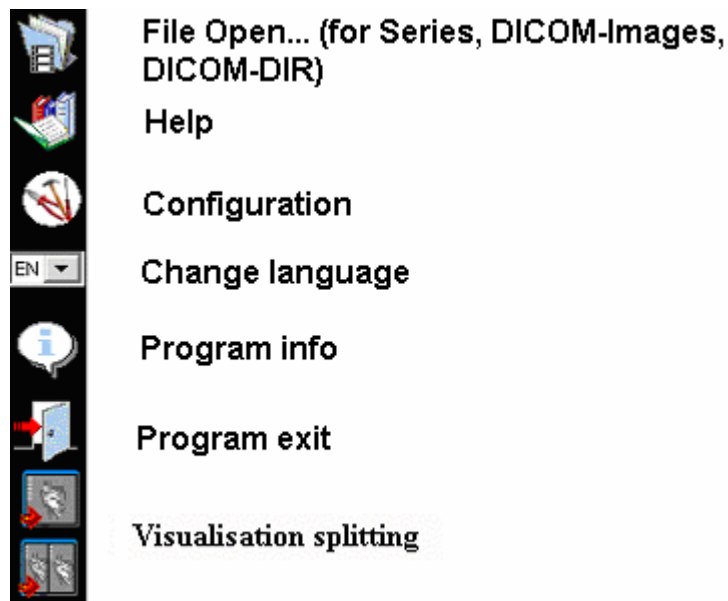 File Open... (for Series, DICOM-Images,
DICOM-DIR)
Help
Configuration
EN
Change language
i
Program info
Program exit
Visualisation splitting